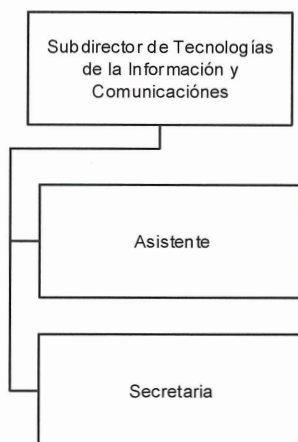 Subdirector de Tecnologías
de la Información y
Comunicaciónes
Asistente
Secretaria